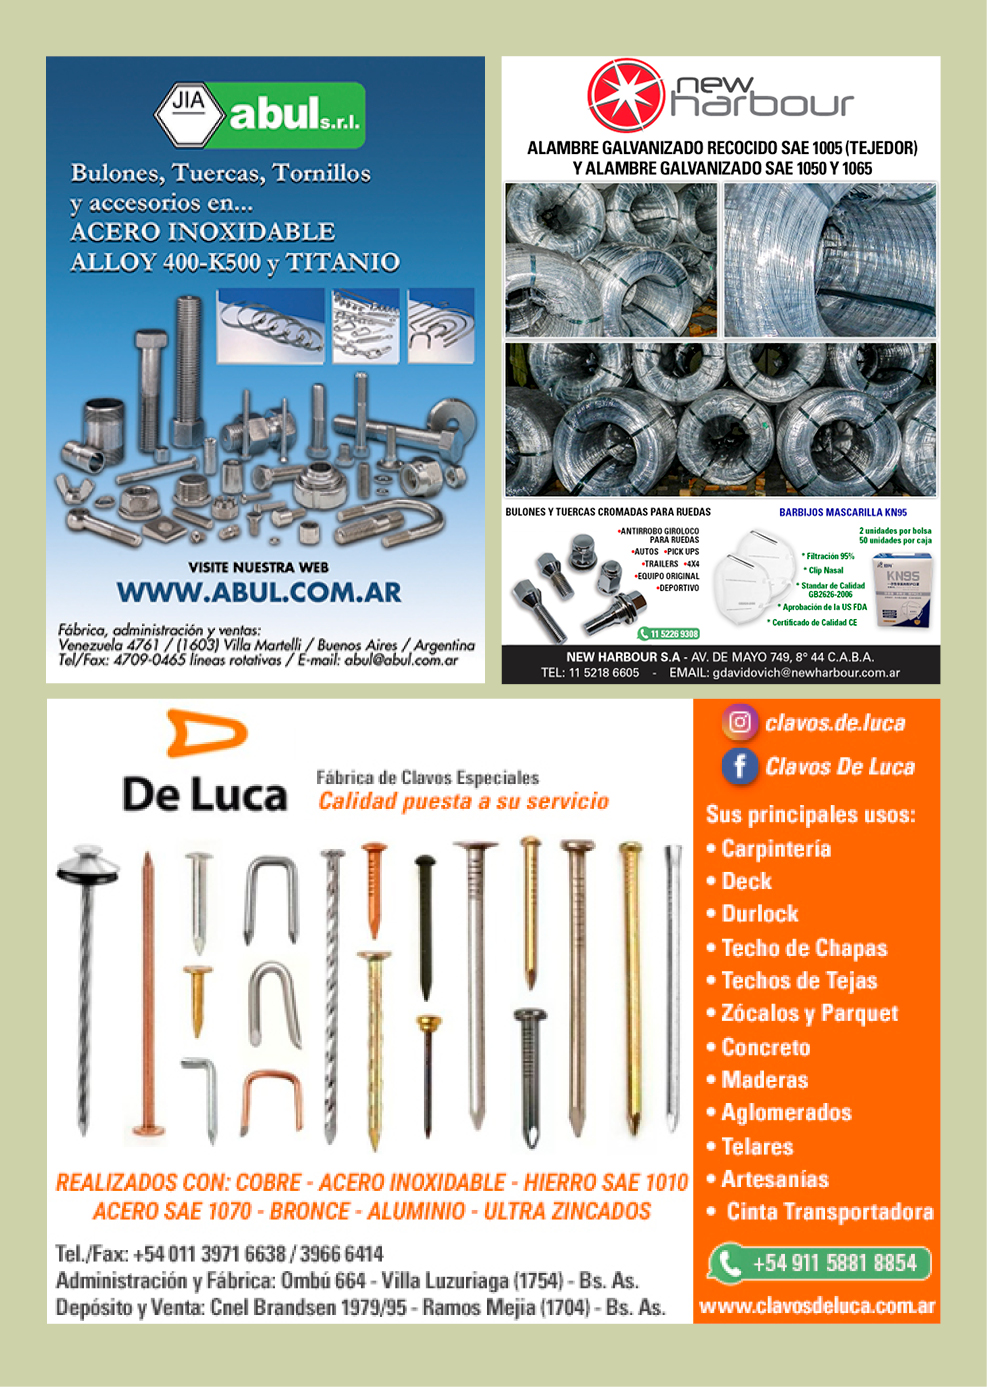 JIA
abul s.r.l.
Bulones, Tuercas, Tornillos
y accesorios en...
ACERO INOXIDABLE
ALLOY 400-K500 y TITANIO
VISITE NUESTRA WEB
WWW.ABUL.COM.AR
Fábrica, administración y ventas:
Venezuela 4761 / (1603) Villa Martelli / Buenos Aires / Argentina
Tel/Fax: 4709-0465 líneas rotativas / E-mail: abul@abul.com.ar
new
harbour
ALAMBRE GALVANIZADO RECOCIDO SAE 1005 (TEJEDOR)
Y ALAMBRE GALVANIZADO SAE 1050 Y 1065
BULONES Y TUERCAS CROMADAS PARA RUEDAS
•ANTIRROBO GIROLOCO
PARA RUEDAS
•AUTOS •PICK UPS
•TRAILERS •4X4
•EQUIPO ORIGINAL
•DEPORTIVO
11 5226 9308
BARBIJOS MASCARILLA KN95
2 unidades por bolsa
50 unidades por caja
* Filtración 95%
* Clip Nasal
* Standar de Calidad
GB2626-2006
* Aprobación de la US FDA
* Certificado de Calidad CE
KN95
NEW HARBOUR S.A - AV. DE MAYO 749, 8° 44 C.A.B.A.
TEL: 11 5218 6605 - EMAIL: gdavidovich@newharbour.com.ar
De Luca
Fábrica de Clavos Especiales
Calidad puesta a su servicio
REALIZADOS CON: COBRE - ACERO INOXIDABLE - HIERRO SAE 1010
ACERO SAE 1070 - BRONCE - ALUMINIO - ULTRA ZINCADOS
Tel./Fax: +54 011 3971 6638 / 3966 6414
Administración y Fábrica: Ombú 664 - Villa Luzuriaga (1754) - Bs. As.
Depósito y Venta: Cnel Brandsen 1979/95 - Ramos Mejia (1704) - Bs. As.
clavos.de.luca
Clavos De Luca
Sus principales usos:
• Carpintería
• Deck
• Durlock
• Techo de Chapas
• Techos de Tejas
• Zócalos y Parquet
• Concreto
• Maderas
• Aglomerados
• Telares
• Artesanías
• Cinta Transportadora
+54 911 5881 8854
www.clavosdeluca.com.ar